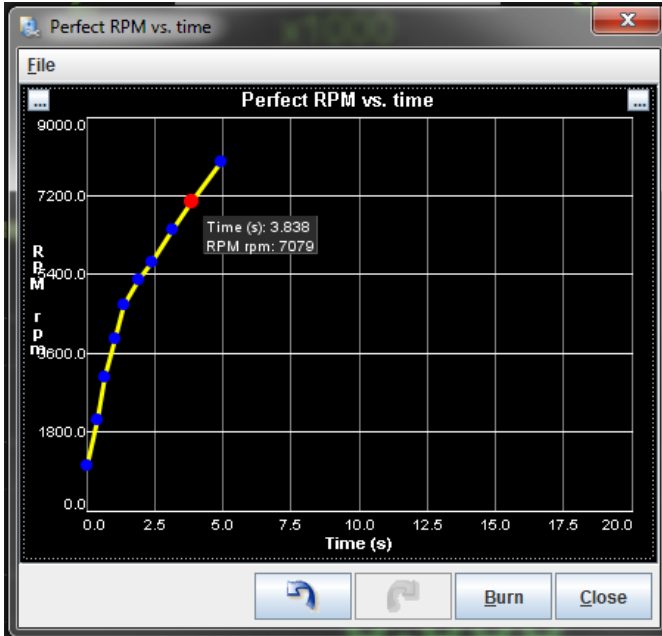 x1000
Perfect RPM vs. time
x
File
...
Perfect RPM vs. time
...
9000.0
7200.0
5400.0
3600.0
1800.0
0.0
RPM rpm
Time (s): 3.838
RPM rpm: 7079
0.0 2.5 5.0 7.5 10.0 12.5 15.0 17.5 20.0
Time (s)
Burn
Close